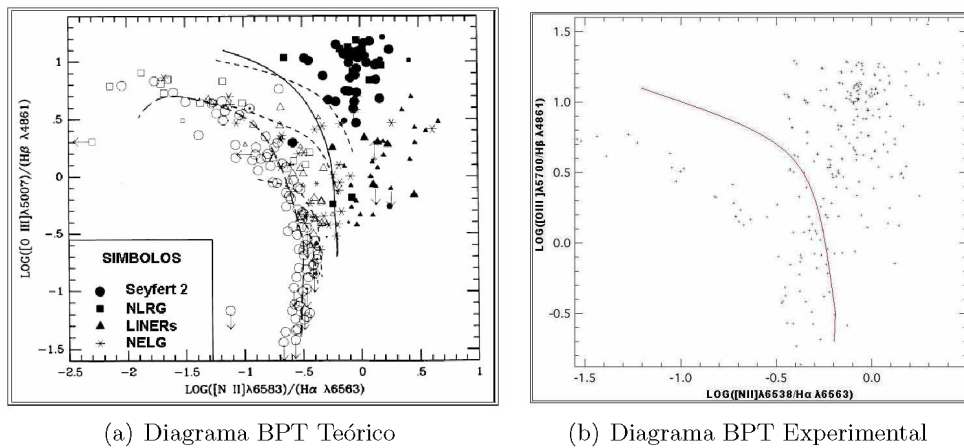 LOG([O III]λ5007)/(Hβ λ4861)
1
.5
0
-.5
-1
-1.5
SIMBOLOS
Seyfert 2
NLRG
LINERs
NELG
-2.5 -2 -1.5 -1 -.5 0 .5 1
LOG([N II]λ6583)/(Hα λ6563)
(a) Diagrama BPT Teórico
LOG([OIII]λ5700/Hβ λ4861)
1.5
1.0
0.5
0.0
-0.5
-1.5 -1.0 -0.5 0.0
LOG([NII]λ6538/Hα λ6563)
(b) Diagrama BPT Experimental